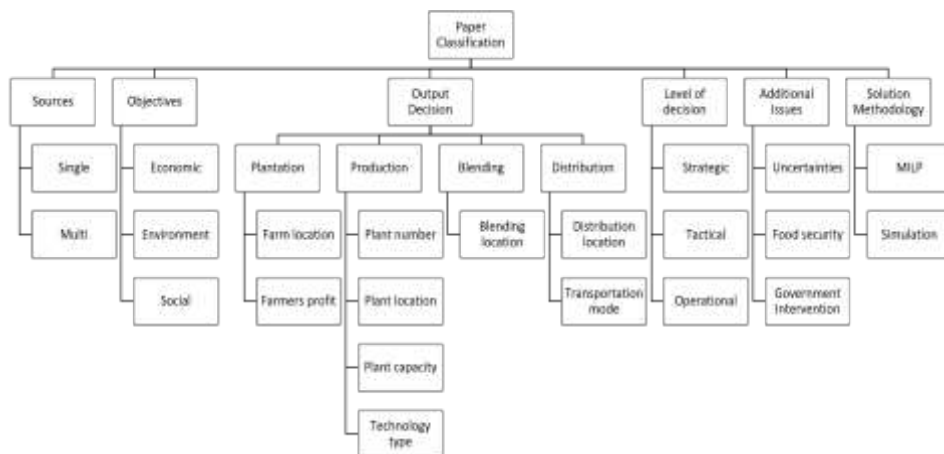 Paper
Classification
Sources
Objectives
Output
Decision
Level of
decision
Additional
Issues
Solution
Methodology
Plantation
Production
Blending
Distribution
Single
Economic
Strategic
Uncertainties
MILP
Farm location
Plant number
Blending
location
Distribution
location
Multi
Environment
Tactical
Food security
Simulation
Farmers profit
Plant location
Transportation
mode
Social
Operational
Government
Intervention
Plant capacity
Technology
type